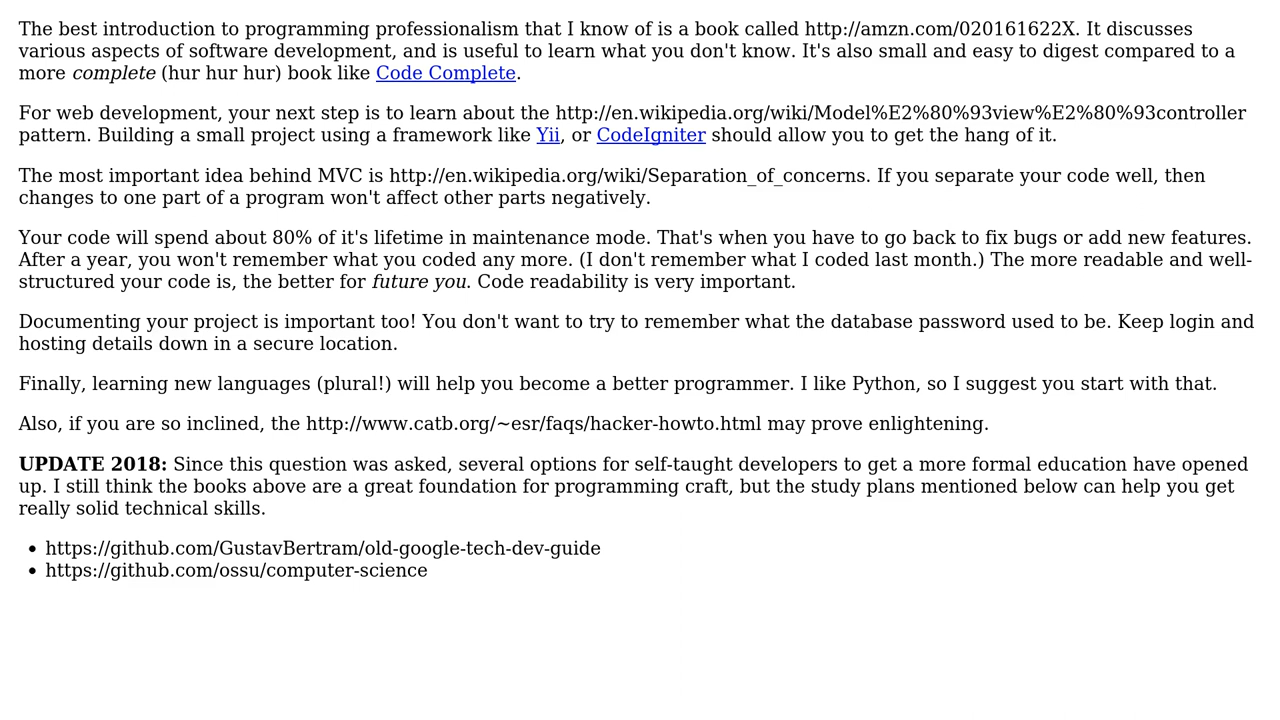 The best introduction to programming professionalism that I know of is a book called http://amzn.com/020161622X. It discusses
various aspects of software development, and is useful to learn what you don't know. It's also small and easy to digest compared to a
more complete (hur hur hur) book like Code Complete.
For web development, your next step is to learn about the http://en.wikipedia.org/wiki/Model%E2%80%93view%E2%80%93controller
pattern. Building a small project using a framework like Yii, or CodeIgniter should allow you to get the hang of it.
The most important idea behind MVC is http://en.wikipedia.org/wiki/Separation_of_concerns. If you separate your code well, then
changes to one part of a program won't affect other parts negatively.
Your code will spend about 80% of it's lifetime in maintenance mode. That's when you have to go back to fix bugs or add new features.
After a year, you won't remember what you coded any more. (I don't remember what I coded last month.) The more readable and well-
structured your code is, the better for future you. Code readability is very important.
Documenting your project is important too! You don't want to try to remember what the database password used to be. Keep login and
hosting details down in a secure location.
Finally, learning new languages (plural!) will help you become a better programmer. I like Python, so I suggest you start with that.
Also, if you are so inclined, the http://www.catb.org/~esr/faqs/hacker-howto.html may prove enlightening.
UPDATE 2018: Since this question was asked, several options for self-taught developers to get a more formal education have opened
up. I still think the books above are a great foundation for programming craft, but the study plans mentioned below can help you get
really solid technical skills.
• https://github.com/GustavBertram/old-google-tech-dev-guide
• https://github.com/ossu/computer-science